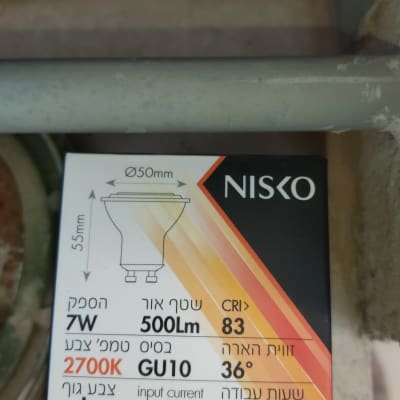 Ø50mm
NISKO
55mm
הספק שטף אור CRI>
7W 500Lm 83
טמפ' צבע בסיס זווית הארה
2700K GU10 36°
צבע גוף input current שעות עבודה